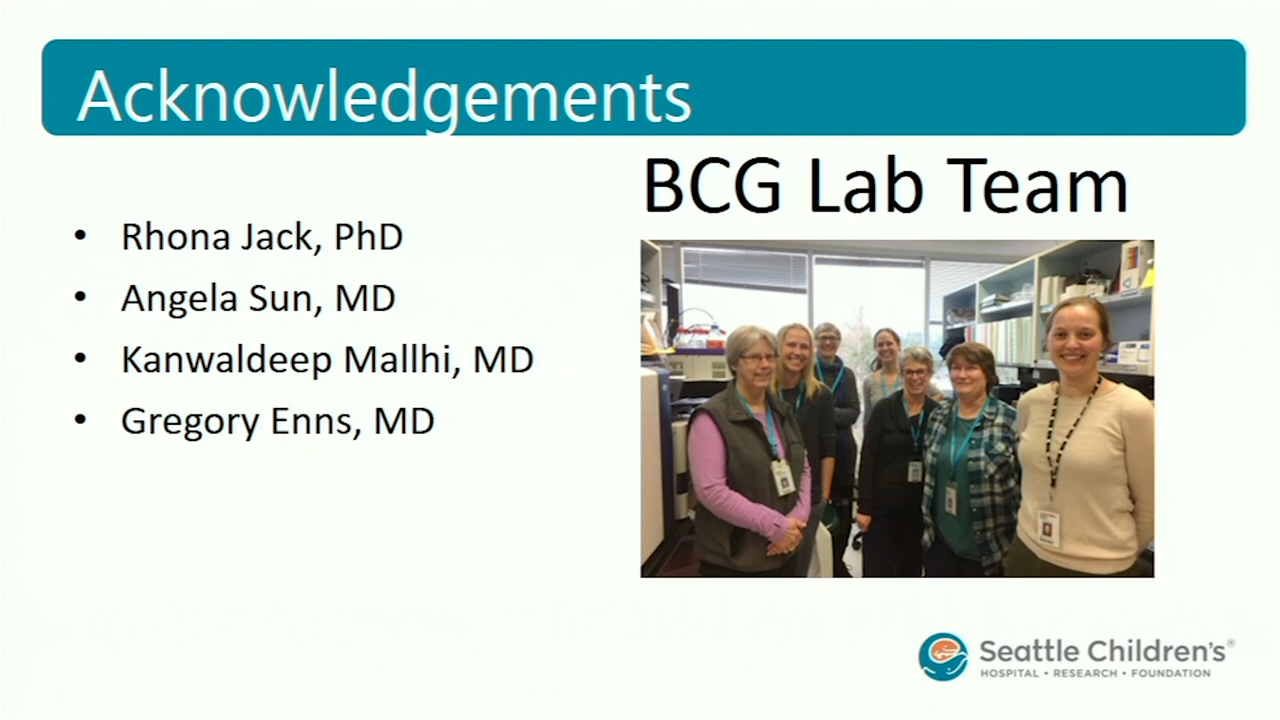 Acknowledgements
BCG Lab Team
• Rhona Jack, PhD
• Angela Sun, MD
• Kanwaldeep Mallhi, MD
• Gregory Enns, MD
Seattle Children's®
HOSPITAL • RESEARCH • FOUNDATION